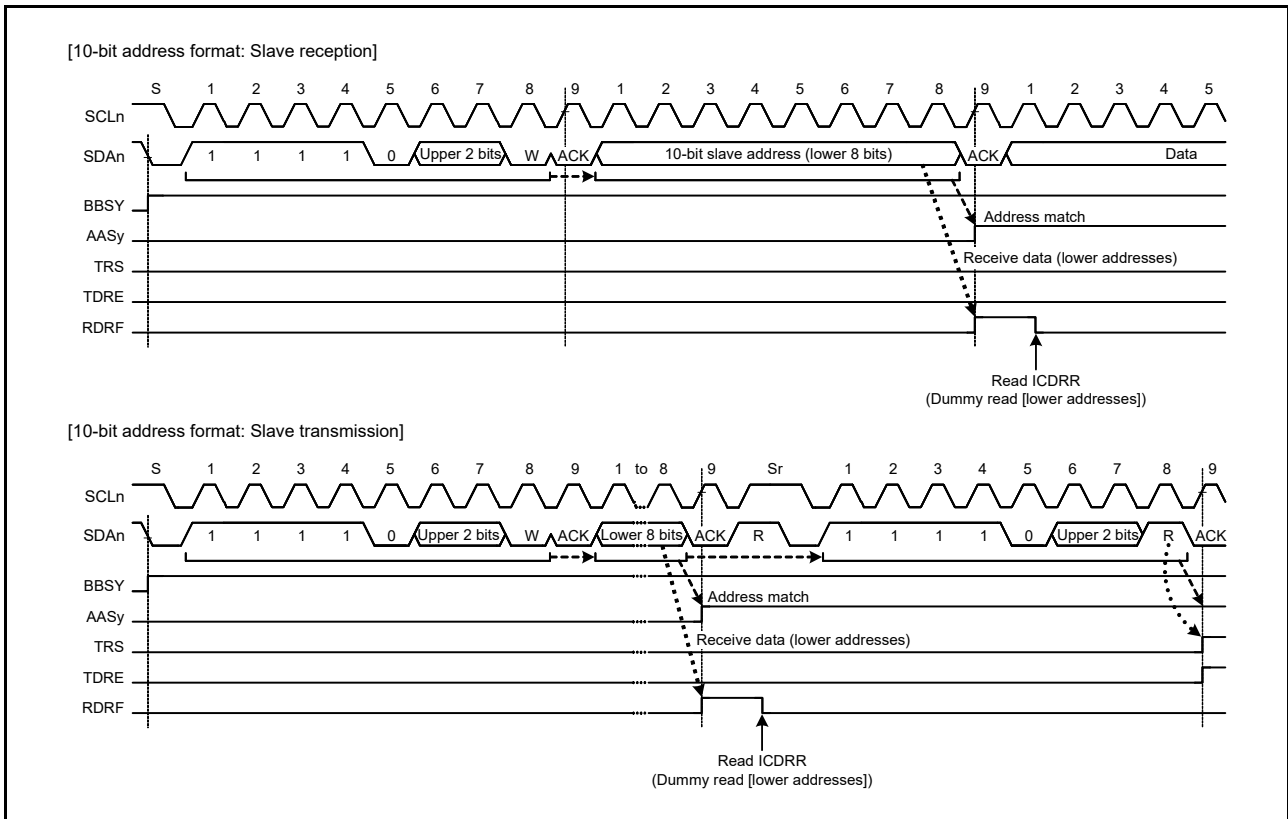 [10-bit address format: Slave reception]
S 1 2 3 4 5 6 7 8 9 1 2 3 4 5 6 7 8 9 1 2 3 4 5
SCLn
SDAn 1 1 1 1 0 Upper 2 bits W ACK 10-bit slave address (lower 8 bits) ACK Data
BBSY
Address match
AASy
Receive data (lower addresses)
TRS
TDRE
RDRF
Read ICDRR
(Dummy read [lower addresses])
[10-bit address format: Slave transmission]
S 1 2 3 4 5 6 7 8 9 1 to 8 9 Sr 1 2 3 4 5 6 7 8 9
SCLn
SDAn 1 1 1 1 0 Upper 2 bits W ACK Lower 8 bits ACK R 1 1 1 1 0 Upper 2 bits R ACK
BBSY
Address match
AASy
Receive data (lower addresses)
TRS
TDRE
RDRF
Read ICDRR
(Dummy read [lower addresses])